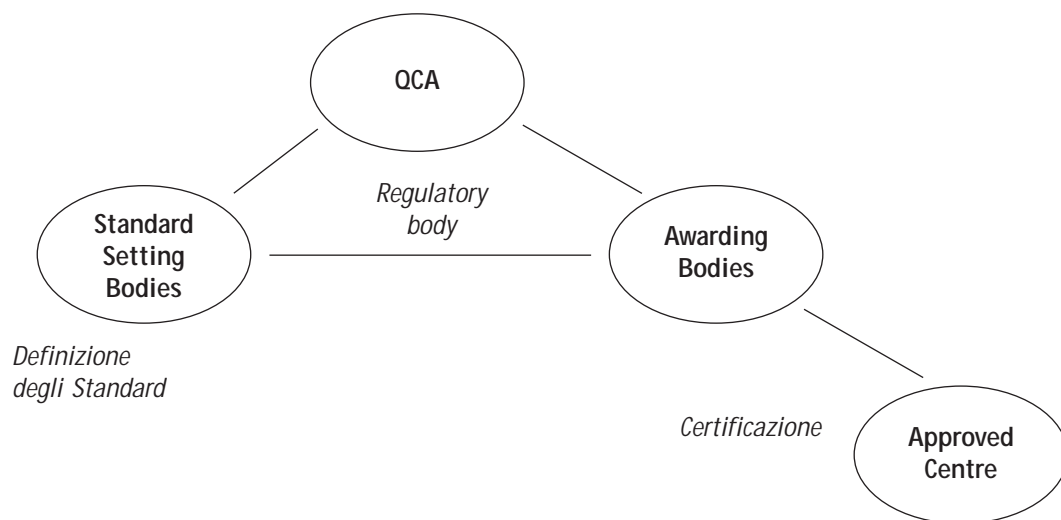 QCA
Regulatory
body
Standard
Setting
Bodies
Awarding
Bodies
Definizione
degli Standard
Certificazione
Approved
Centre